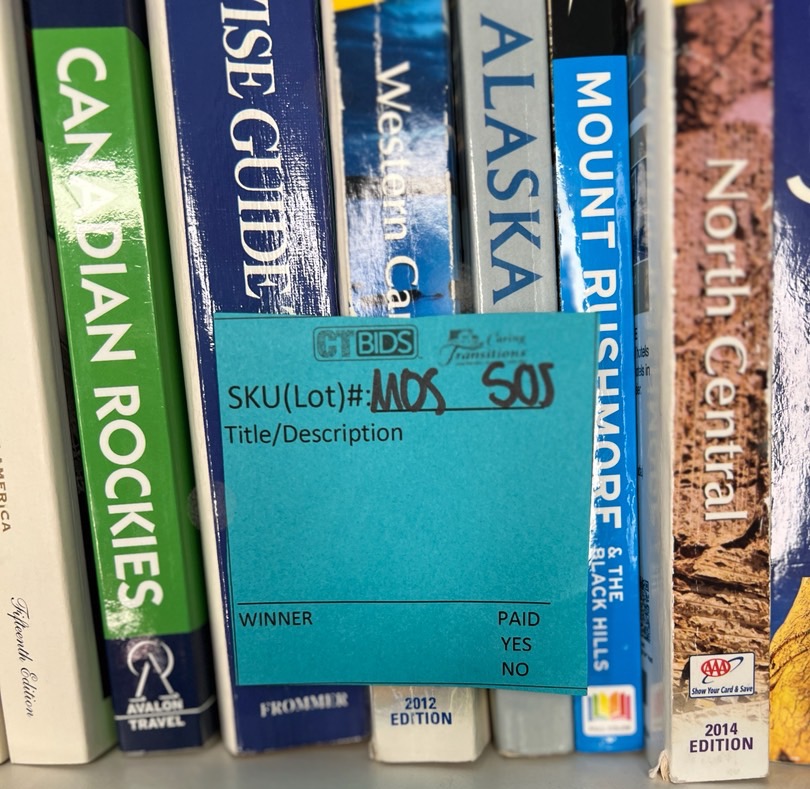 AMERICA
Fifteenth Edition
CANADIAN ROCKIES
AVALON
TRAVEL
GUIDE
FROMMER
Western Ca
2012
EDITION
ALASKA
CTBIDS
Caring
Transitions
SKU(Lot)#:MOS SOS
Title/Description
WINNER
PAID
YES
NO
MOUNT RUSHMORE
& THE
BLACK HILLS
North Central
AAA
Show Your Card & Save
2014
EDITION